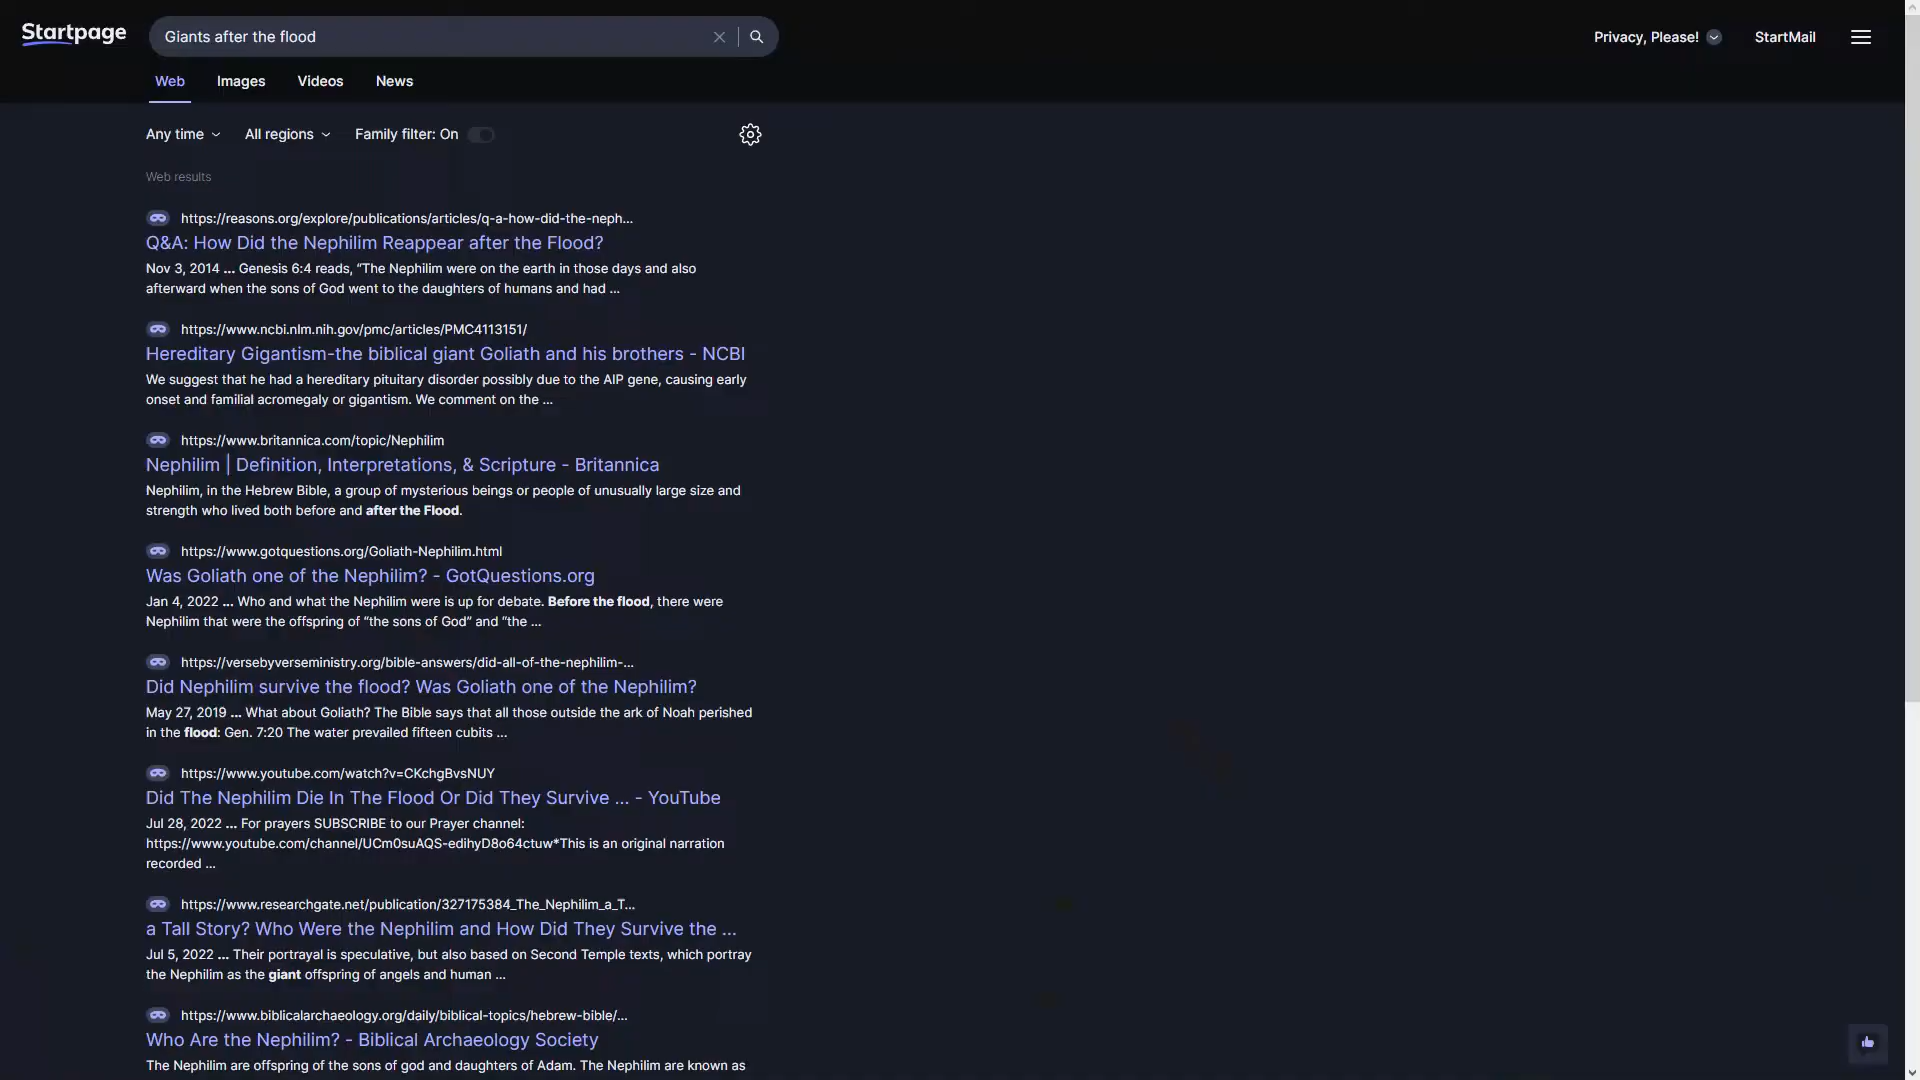 Startpage
Giants after the flood
Privacy, Please!
StartMail
Web
Images
Videos
News
Any time
All regions
Family filter: On
Web results
https://reasons.org/explore/publications/articles/q-a-how-did-the-neph...
Q&A: How Did the Nephilim Reappear after the Flood?
Nov 3, 2014 ... Genesis 6:4 reads, “The Nephilim were on the earth in those days and also
afterward when the sons of God went to the daughters of humans and had ...
https://www.ncbi.nlm.nih.gov/pmc/articles/PMC4113151/
Hereditary Gigantism-the biblical giant Goliath and his brothers - NCBI
We suggest that he had a hereditary pituitary disorder possibly due to the AIP gene, causing early
onset and familial acromegaly or gigantism. We comment on the ...
https://www.britannica.com/topic/Nephilim
Nephilim | Definition, Interpretations, & Scripture - Britannica
Nephilim, in the Hebrew Bible, a group of mysterious beings or people of unusually large size and
strength who lived both before and after the Flood.
https://www.gotquestions.org/Goliath-Nephilim.html
Was Goliath one of the Nephilim? - GotQuestions.org
Jan 4, 2022 ... Who and what the Nephilim were is up for debate. Before the flood, there were
Nephilim that were the offspring of “the sons of God” and “the ...
https://versebyverseministry.org/bible-answers/did-all-of-the-nephilim-...
Did Nephilim survive the flood? Was Goliath one of the Nephilim?
May 27, 2019 ... What about Goliath? The Bible says that all those outside the ark of Noah perished
in the flood: Gen. 7:20 The water prevailed fifteen cubits ...
https://www.youtube.com/watch?v=CKchgBvsNUY
Did The Nephilim Die In The Flood Or Did They Survive ... - YouTube
Jul 28, 2022 ... For prayers SUBSCRIBE to our Prayer channel:
https://www.youtube.com/channel/UCm0suAQS-edihyD8o64ctuw*This is an original narration
recorded ...
https://www.researchgate.net/publication/327175384_The_Nephilim_a_T...
a Tall Story? Who Were the Nephilim and How Did They Survive the ...
Jul 5, 2022 ... Their portrayal is speculative, but also based on Second Temple texts, which portray
the Nephilim as the giant offspring of angels and human ...
https://www.biblicalarchaeology.org/daily/biblical-topics/hebrew-bible/...
Who Are the Nephilim? - Biblical Archaeology Society
The Nephilim are offspring of the sons of god and daughters of Adam. The Nephilim are known as